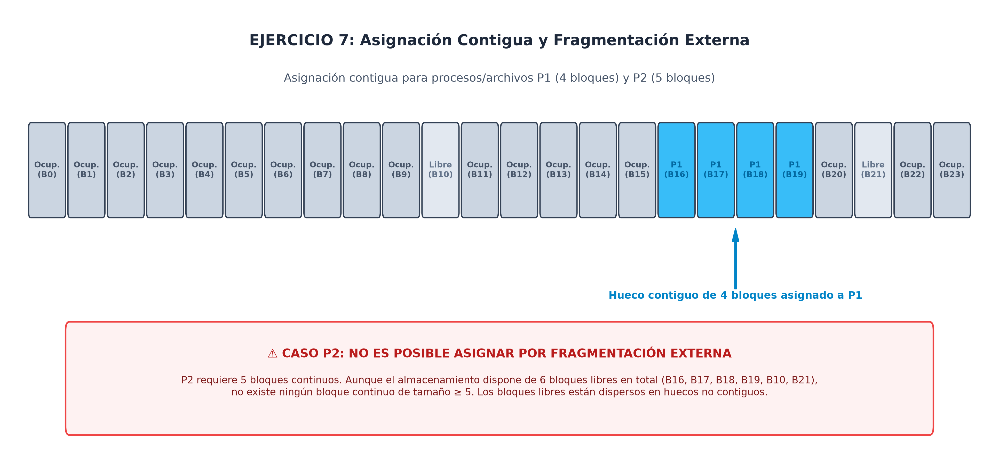 EJERCICIO 7: Asignación Contigua y Fragmentación Externa
Asignación contigua para procesos/archivos P1 (4 bloques) y P2 (5 bloques)
Ocup. Ocup. Ocup. Ocup. Ocup. Ocup. Ocup. Ocup. Ocup. Ocup. Libre Ocup. Ocup. Ocup. Ocup. Ocup. P1 P1 P1 P1 Ocup. Libre Ocup. Ocup.
(B0) (B1) (B2) (B3) (B4) (B5) (B6) (B7) (B8) (B9) (B10) (B11) (B12) (B13) (B14) (B15) (B16) (B17) (B18) (B19) (B20) (B21) (B22) (B23)
Hueco contiguo de 4 bloques asignado a P1
⚠ CASO P2: NO ES POSIBLE ASIGNAR POR FRAGMENTACIÓN EXTERNA
P2 requiere 5 bloques continuos. Aunque el almacenamiento dispone de 6 bloques libres en total (B16, B17, B18, B19, B10, B21),
no existe ningún bloque continuo de tamaño ≥ 5. Los bloques libres están dispersos en huecos no contiguos.